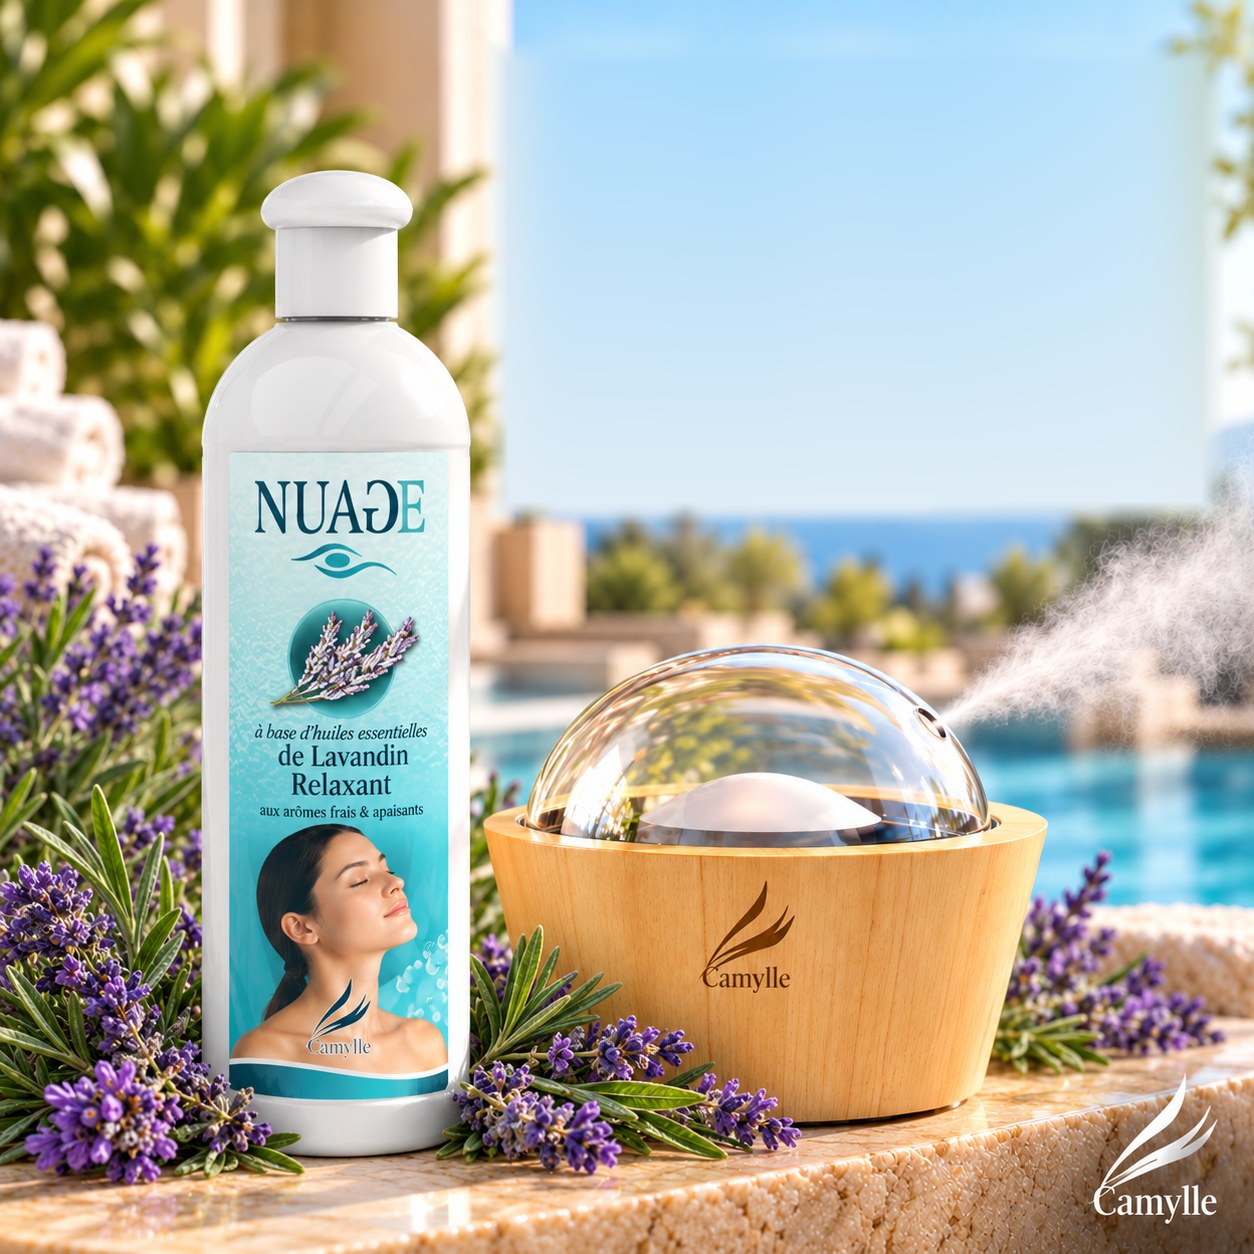 NUAGE
à base d'huiles essentielles
de Lavandin
Relaxant
aux arômes frais & apaisants
Camylle
Camylle
Camylle